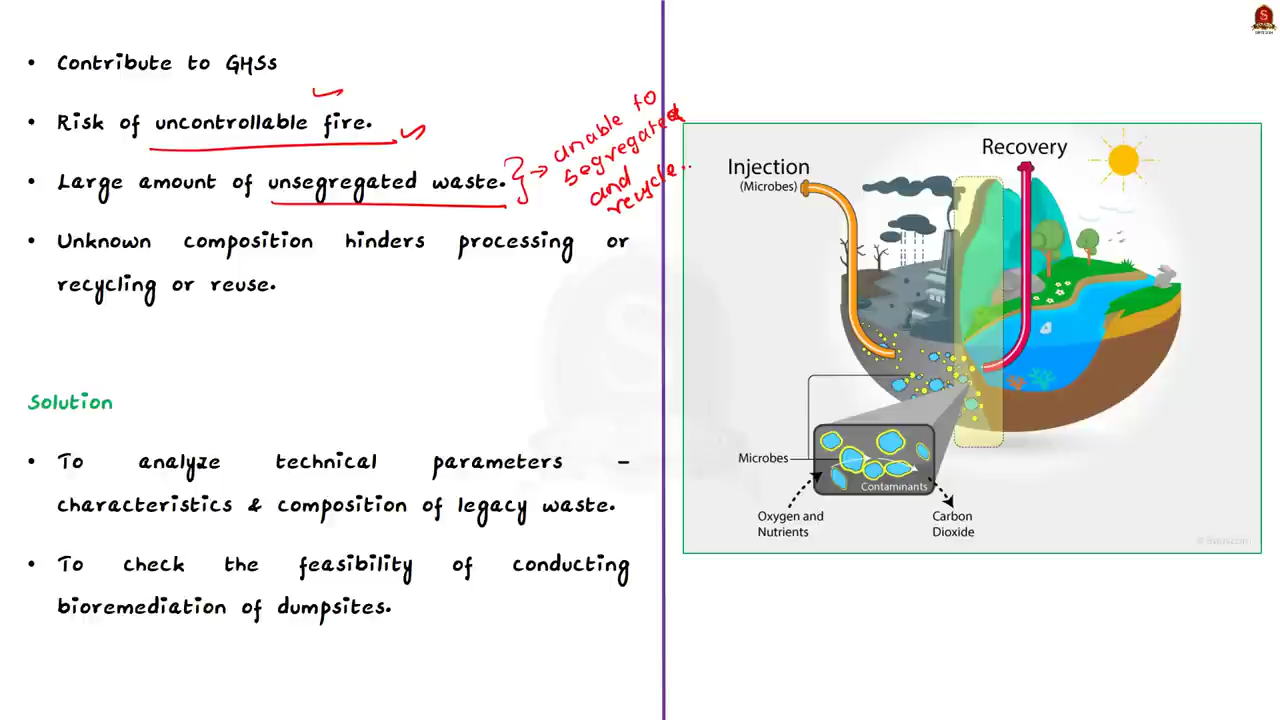 • Contribute to GHSs
• Risk of uncontrollable fire.
• Large amount of unsegregated waste.
→ unable to
segregated
and
recycle..
• Unknown composition hinders processing or
recycling or reuse.
Solution
• To analyze technical parameters –
characteristics & composition of legacy waste.
• To check the feasibility of conducting
bioremediation of dumpsites.
S
Injection
(Microbes)
Recovery
Microbes
Contaminants
Oxygen and
Nutrients
Carbon
Dioxide